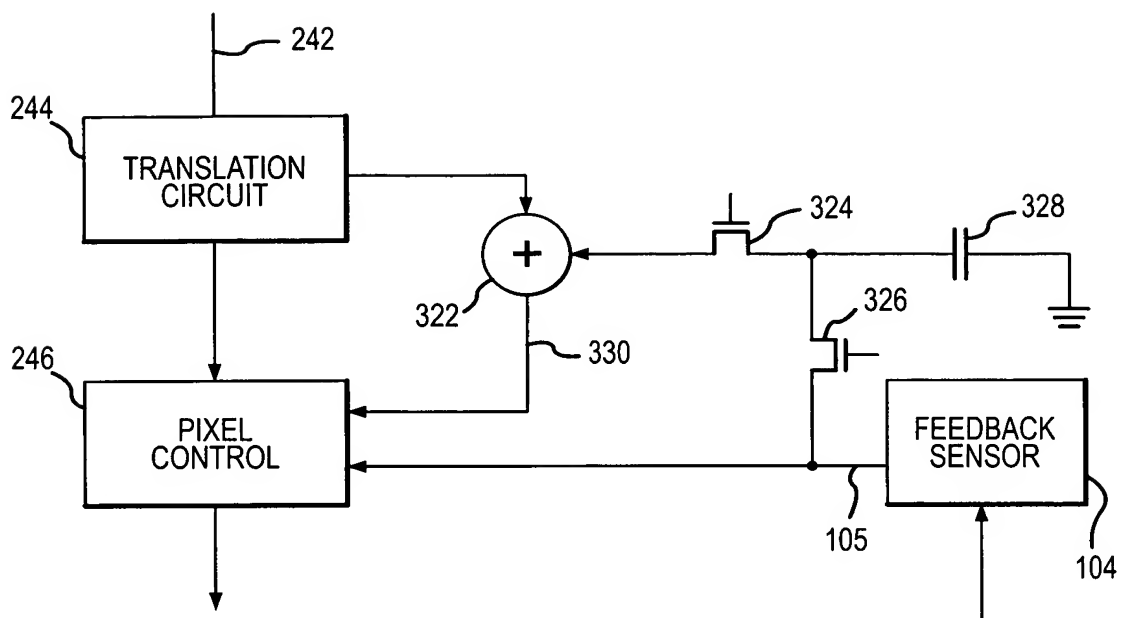 242
244
TRANSLATION
CIRCUIT
324
328
+
322
326
330
246
PIXEL
CONTROL
FEEDBACK
SENSOR
105
104